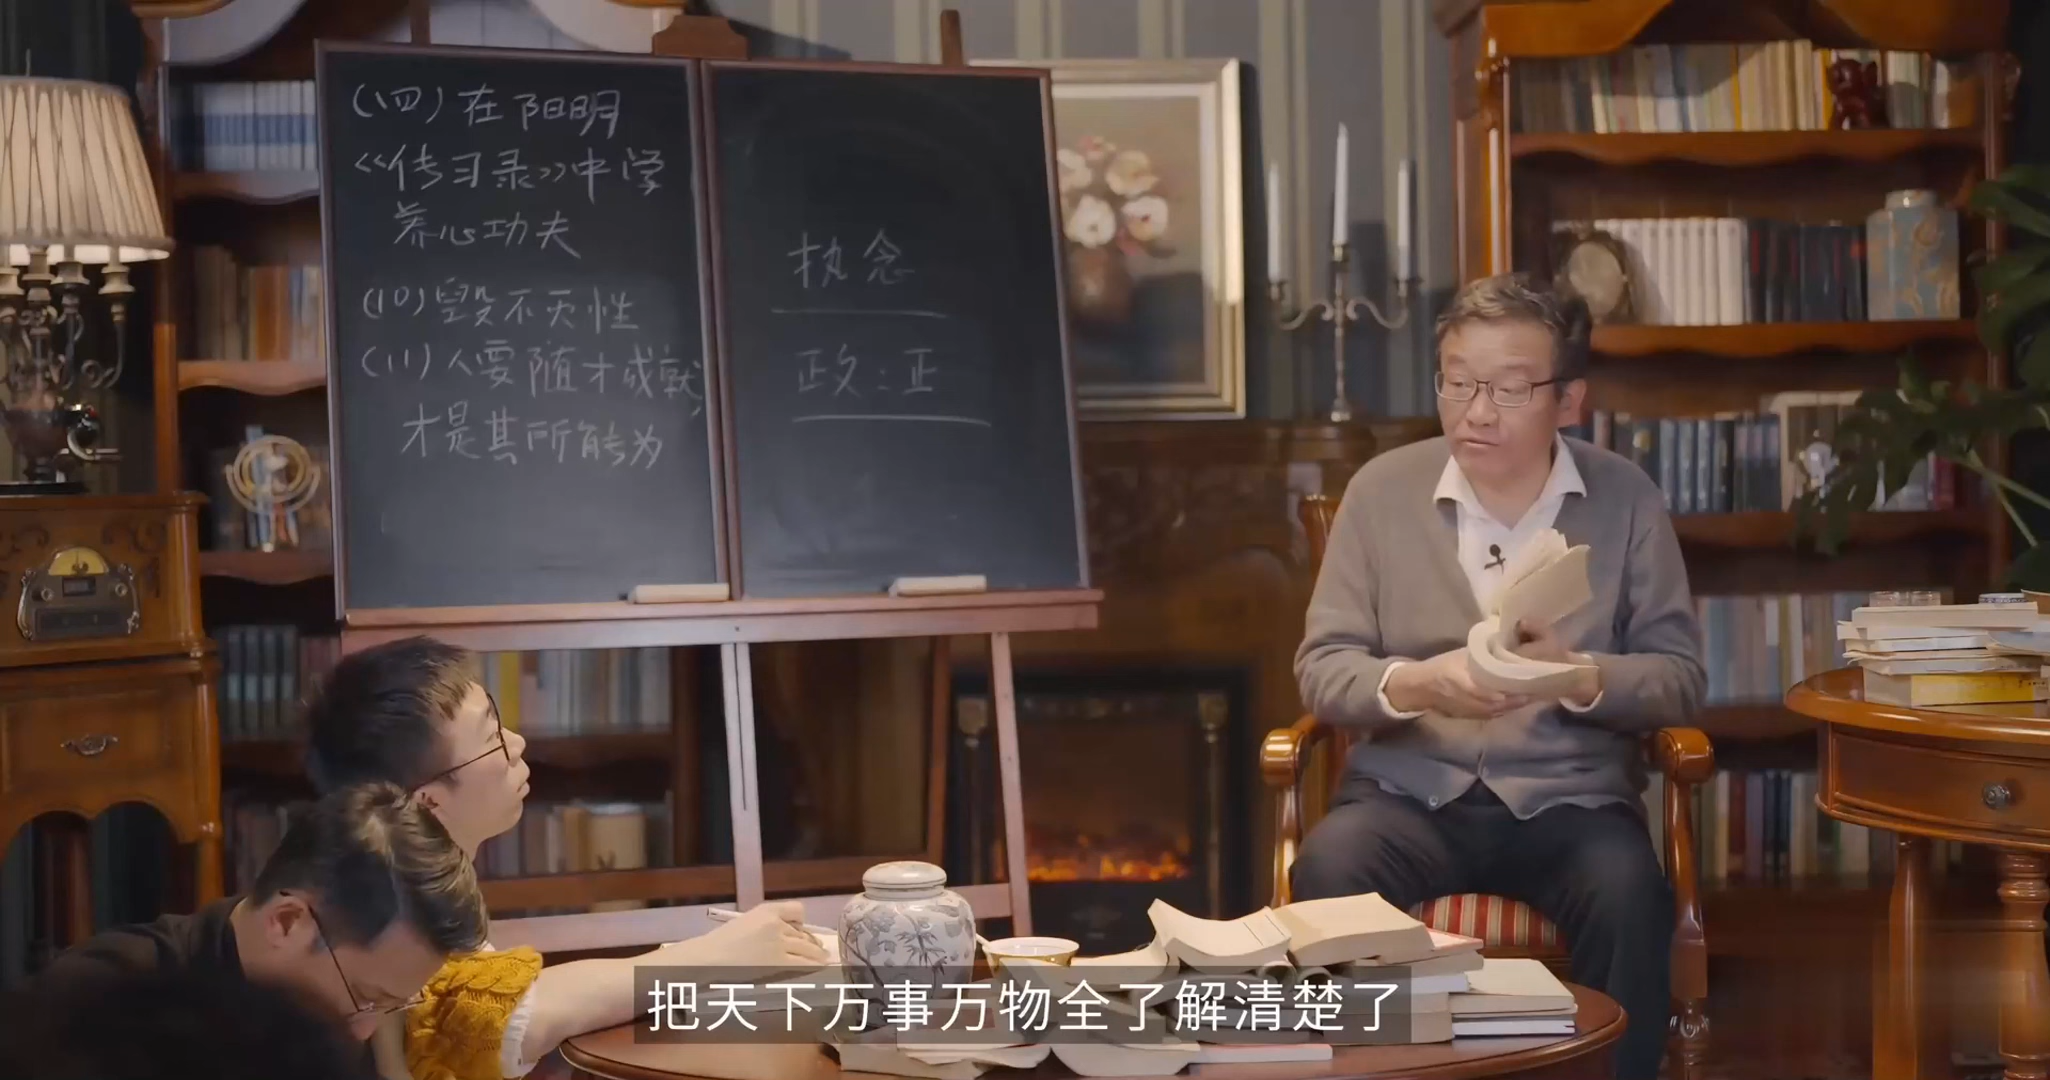 (四)在阳明
《传习录》中学
养心功夫
(10)毁不灭性
(11)人要随才成就,
才是其所能为
执念
政:正
把天下万事万物全了解清楚了